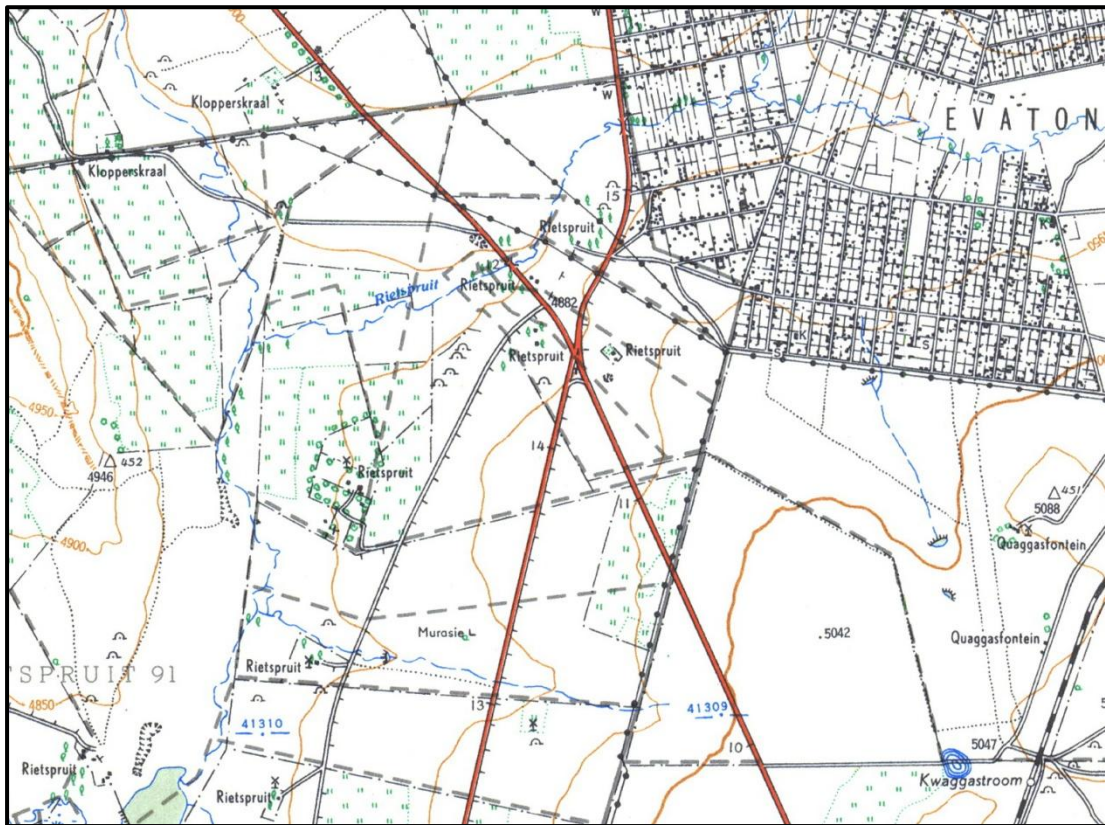 4900
W
13
Klopperskraal
W
EVATON
Klopperskraal
15
Rietspruit
K
12
Rietspruit
Rietspruit
4882
Rietspruit
Rietspruit
K
S
S
4950
452
4946
14
Rietspruit
451
5088
11
Quaggasfontein
4900
Murasie
5042
Quaggasfontein
Rietspruit
SPRUIT 91
4850
13
41309
41310
10
5047
Kwaggastroom
Rietspruit
Rietspruit